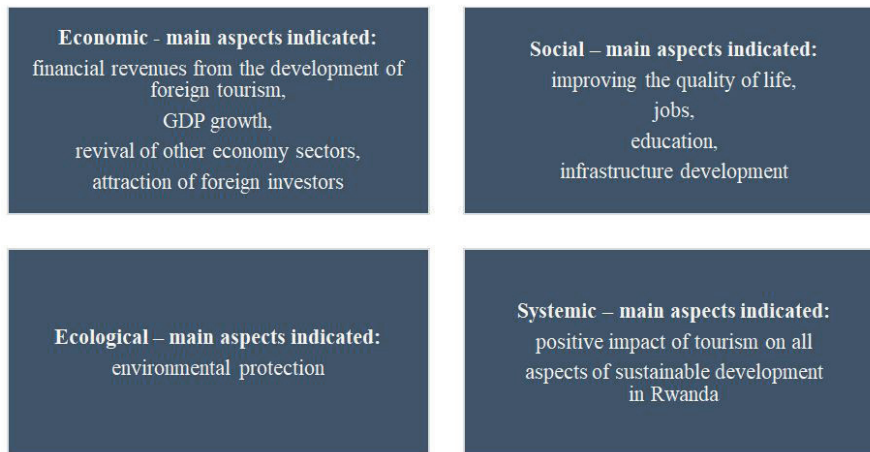 Economic - main aspects indicated:
financial revenues from the development of
foreign tourism,
GDP growth,
revival of other economy sectors,
attraction of foreign investors
Social – main aspects indicated:
improving the quality of life,
jobs,
education,
infrastructure development
Ecological – main aspects indicated:
environmental protection
Systemic – main aspects indicated:
positive impact of tourism on all
aspects of sustainable development
in Rwanda